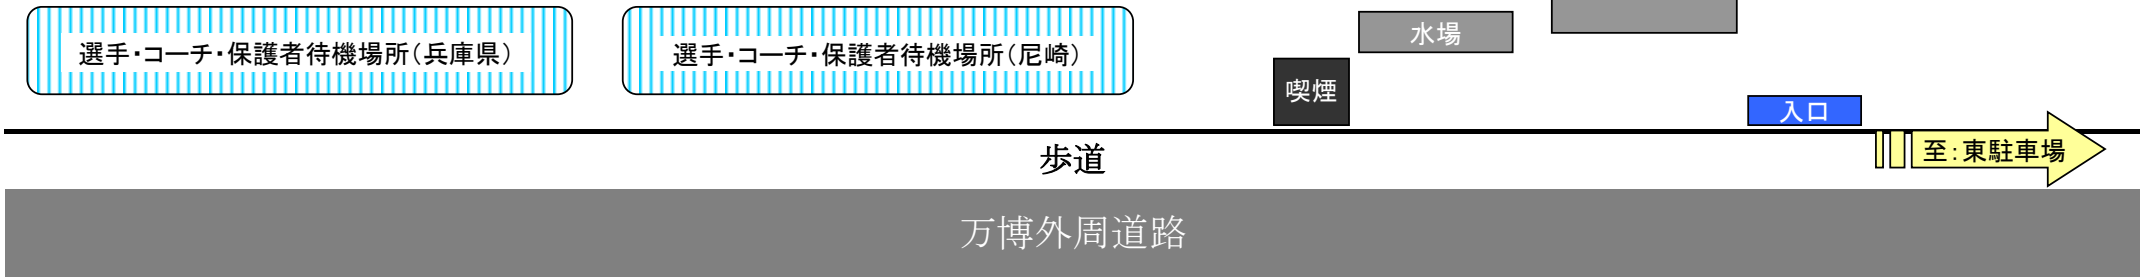 選手・コーチ・保護者待機場所(兵庫県)
選手・コーチ・保護者待機場所(尼崎)
水場
喫煙
入口
歩道
至:東駐車場
万博外周道路